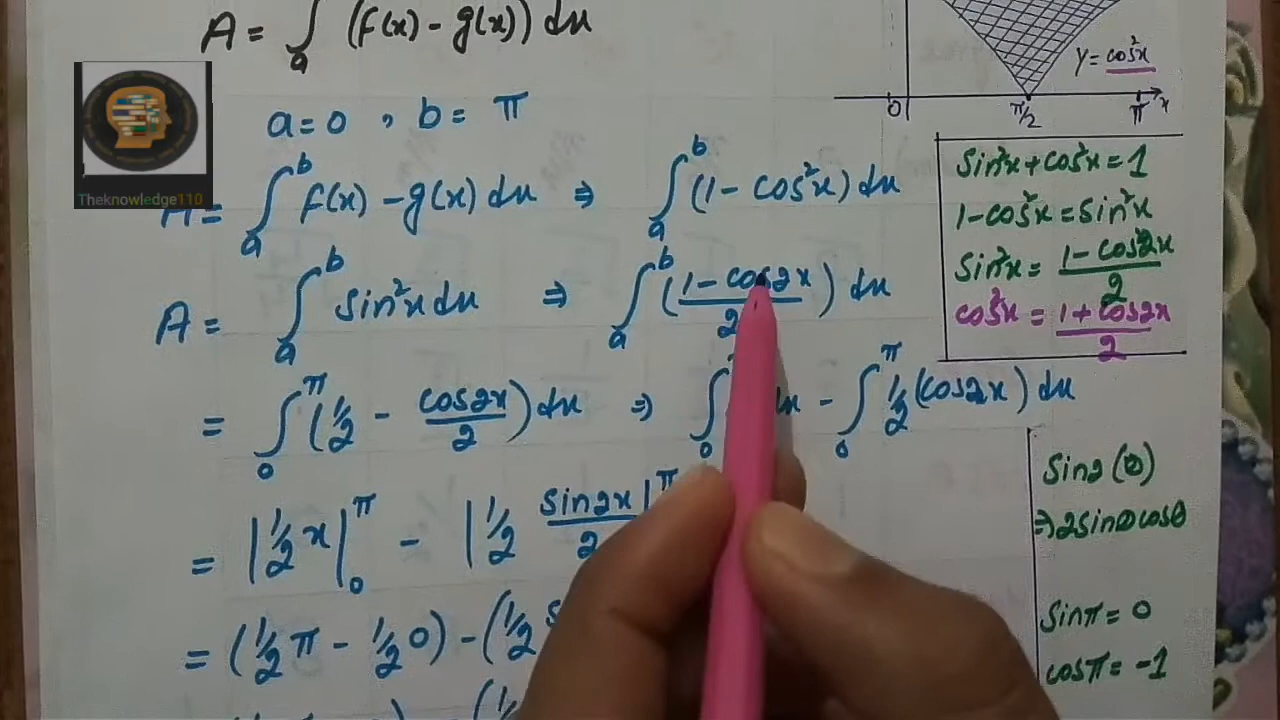 A = ∫ₐ (f(x) - g(x)) dx
y = cos²x
0 π/2 π x
a = 0 , b = π
Theknowledge110
A = ∫ₐᵇ f(x) - g(x) dx ⇒ ∫ₐᵇ (1 - cos²x) dx
A = ∫ₐᵇ sin²x dx ⇒ ∫ₐᵇ (1 - cos2x / 2) dx
= ∫₀^π (1/2 - cos2x / 2) dx ⇒ ∫₀ dx - ∫₀^π 1/2 (cos2x) dx
= |1/2 x|₀^π - |1/2 sin2x / 2|^π
= (1/2 π - 1/2 0) - (1/2 s
sin²x + cos²x = 1
1 - cos²x = sin²x
sin²x = 1 - cos2x / 2
cos²x = 1 + cos2x / 2
sin2(θ)
⇒ 2sinθcosθ
sinπ = 0
cosπ = -1